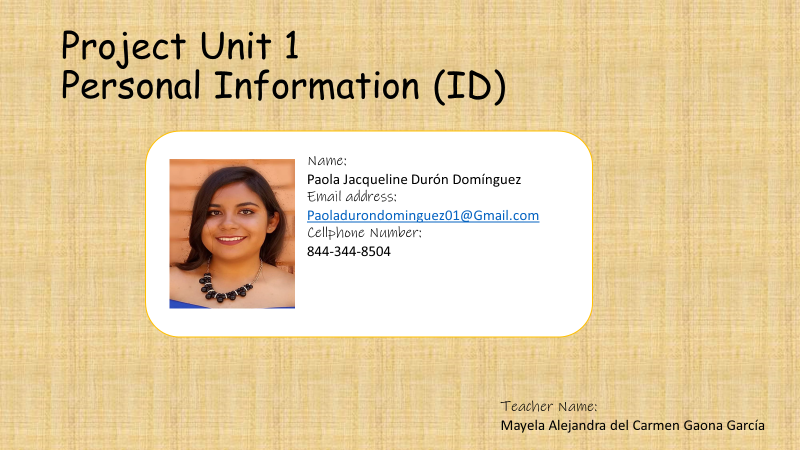 Project Unit 1
Personal Information (ID)
Name:
Paola Jacqueline Durón Domínguez
Email address:
Paoladurondominguez01@Gmail.com
Cellphone Number:
844-344-8504
Teacher Name:
Mayela Alejandra del Carmen Gaona García